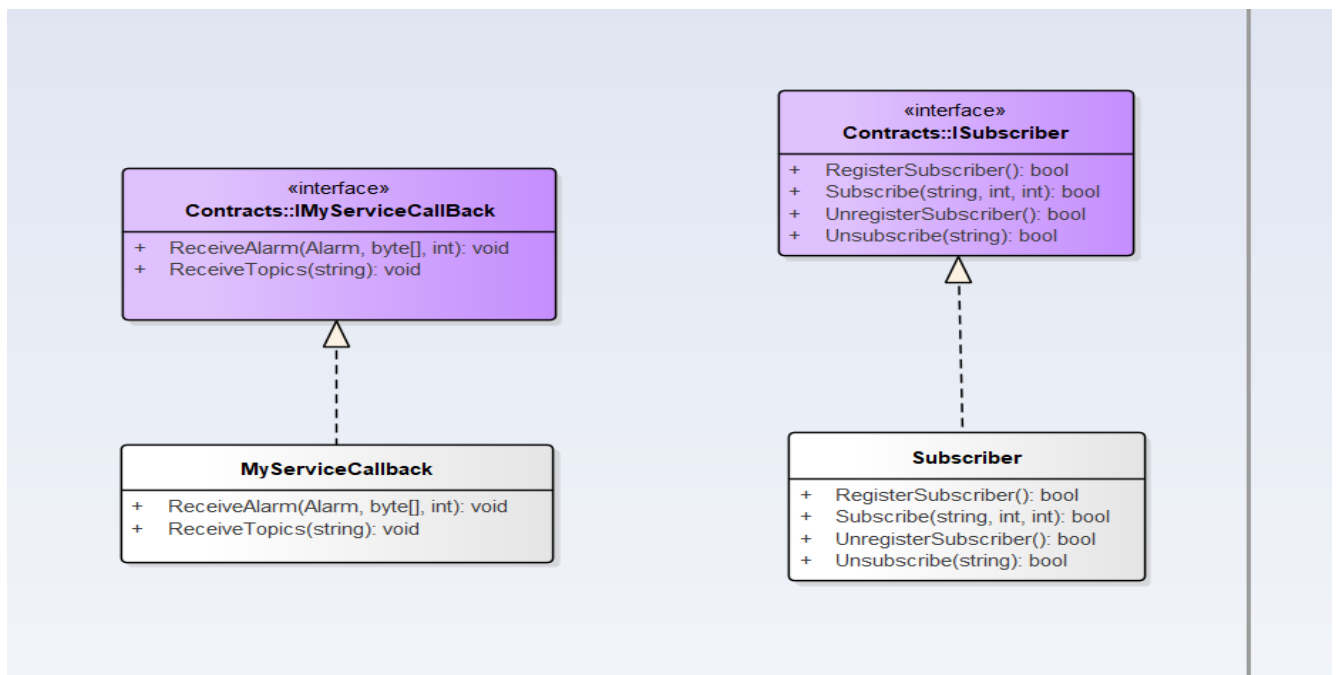 «interface»
Contracts::IMyServiceCallBack
+ ReceiveAlarm(Alarm, byte[], int): void
+ ReceiveTopics(string): void
MyServiceCallback
+ ReceiveAlarm(Alarm, byte[], int): void
+ ReceiveTopics(string): void
«interface»
Contracts::ISubscriber
+ RegisterSubscriber(): bool
+ Subscribe(string, int, int): bool
+ UnregisterSubscriber(): bool
+ Unsubscribe(string): bool
Subscriber
+ RegisterSubscriber(): bool
+ Subscribe(string, int, int): bool
+ UnregisterSubscriber(): bool
+ Unsubscribe(string): bool